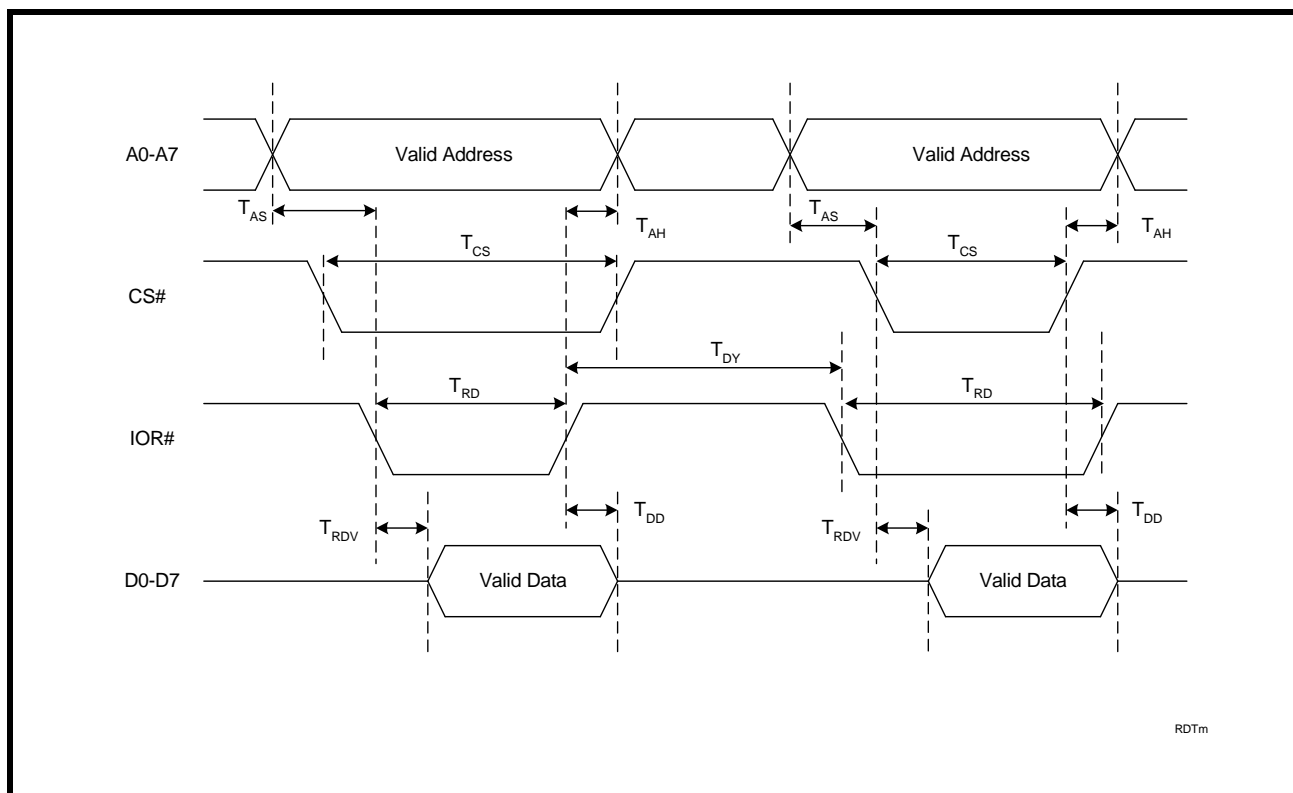 A0-A7
Valid Address
Valid Address
TAS
TAH
TAS
TAH
TCS
TCS
CS#
TDY
TRD
TRD
IOR#
TRDV
TDD
TRDV
TDD
D0-D7
Valid Data
Valid Data
RDTm